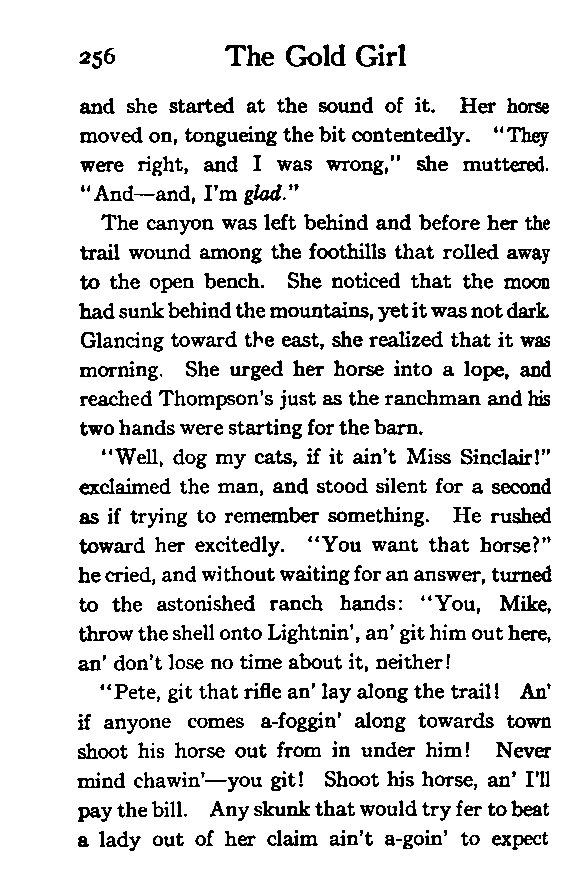 256 The Gold Girl
and she started at the sound of it. Her horse
moved on, tongueing the bit contentedly. "They
were right, and I was wrong," she muttered.
"And—and, I'm glad."
The canyon was left behind and before her the
trail wound among the foothills that rolled away
to the open bench. She noticed that the moon
had sunk behind the mountains, yet it was not dark.
Glancing toward the east, she realized that it was
morning. She urged her horse into a lope, and
reached Thompson's just as the ranchman and his
two hands were starting for the barn.
"Well, dog my cats, if it ain't Miss Sinclair!"
exclaimed the man, and stood silent for a second
as if trying to remember something. He rushed
toward her excitedly. "You want that horse?"
he cried, and without waiting for an answer, turned
to the astonished ranch hands: "You, Mike,
throw the shell onto Lightnin', an' git him out here,
an' don't lose no time about it, neither!
"Pete, git that rifle an' lay along the trail! An'
if anyone comes a-foggin' along towards town
shoot his horse out from in under him! Never
mind chawin'—you git! Shoot his horse, an' I'll
pay the bill. Any skunk that would try fer to beat
a lady out of her claim ain't a-goin' to expect